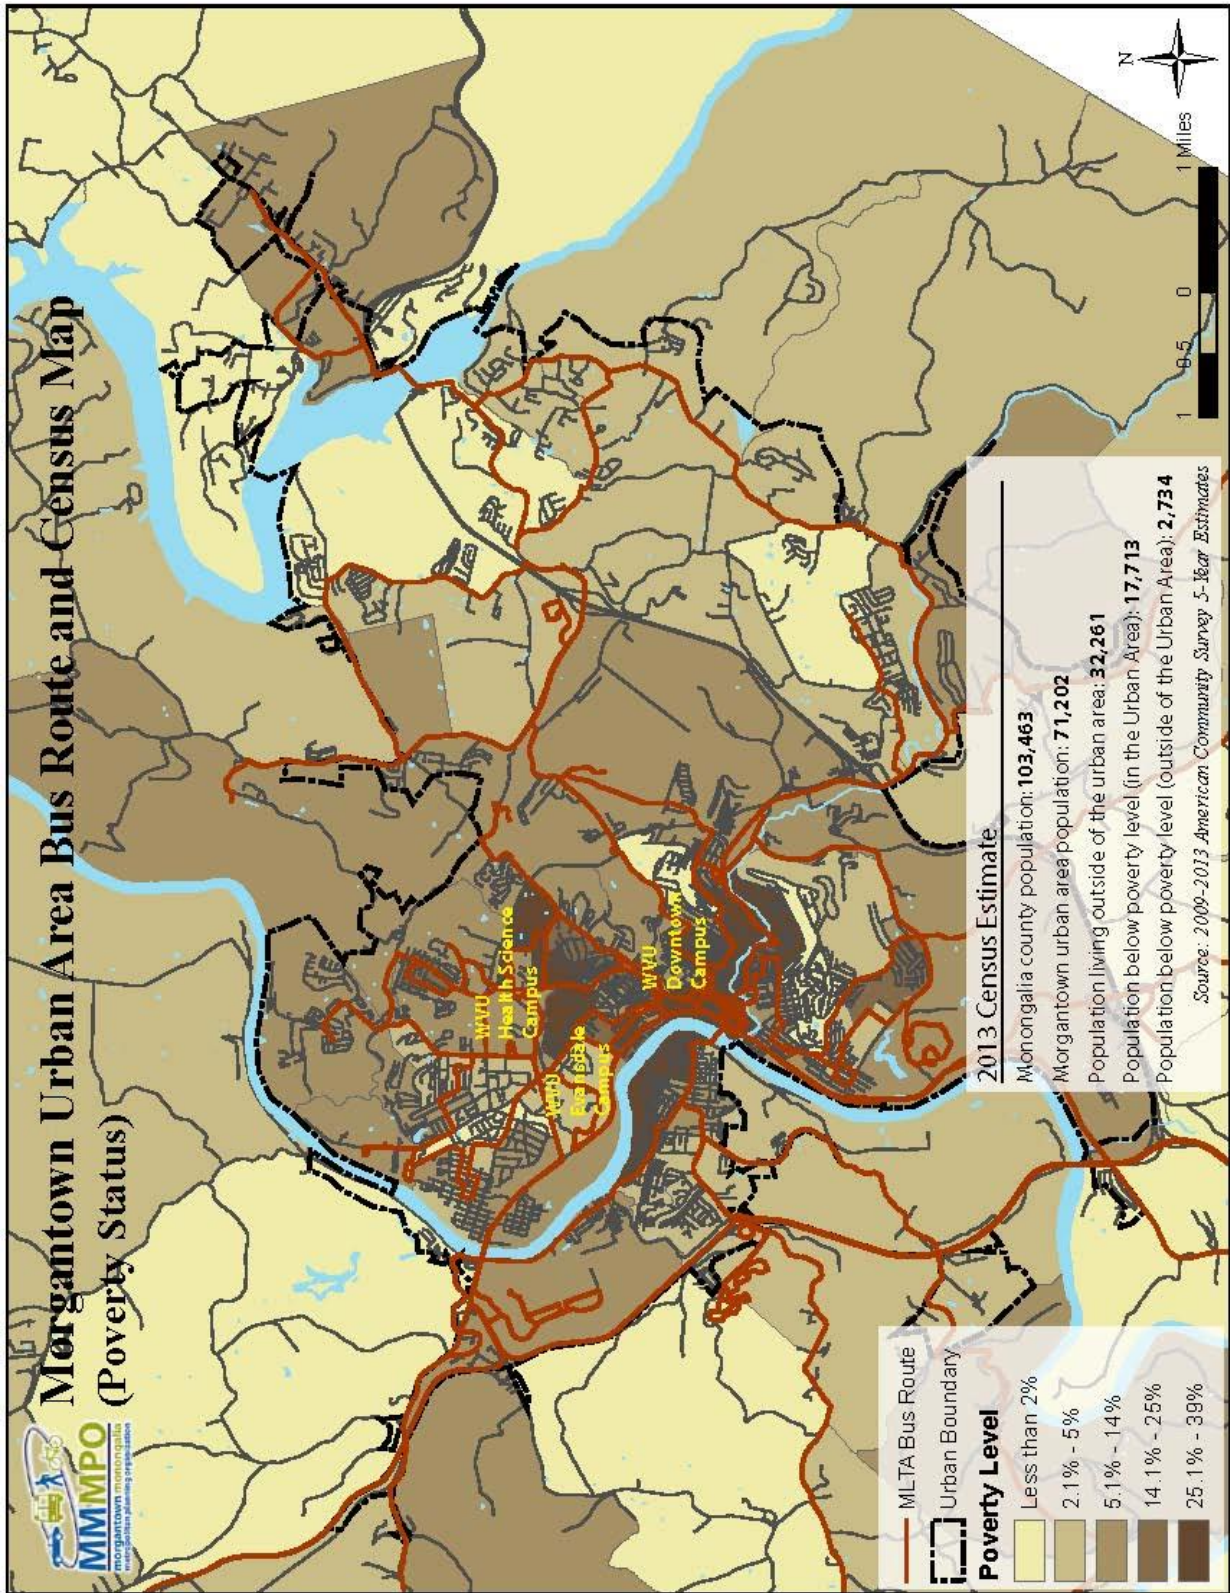 Morgantown Urban Area Bus Route and Census Map
(Poverty Status)
MMMPO
morgantown monongalia
metropolitan planning organization
WVU
Health Science
Campus
WVU
Evansdale
Campus
WVU
Downtown
Campus
N
1 0.5 0 1 Miles
MLTA Bus Route
Urban Boundary
Poverty Level
Less than 2%
2.1% - 5%
5.1% - 14%
14.1% - 25%
25.1% - 39%
2013 Census Estimate
Monongalia county population: 103,463
Morgantown urban area population: 71,202
Population living outside of the urban area: 32,261
Population below poverty level (in the Urban Area): 17,713
Population below poverty level (outside of the Urban Area): 2,734
Source: 2009-2013 American Community Survey 5-Year Estimates